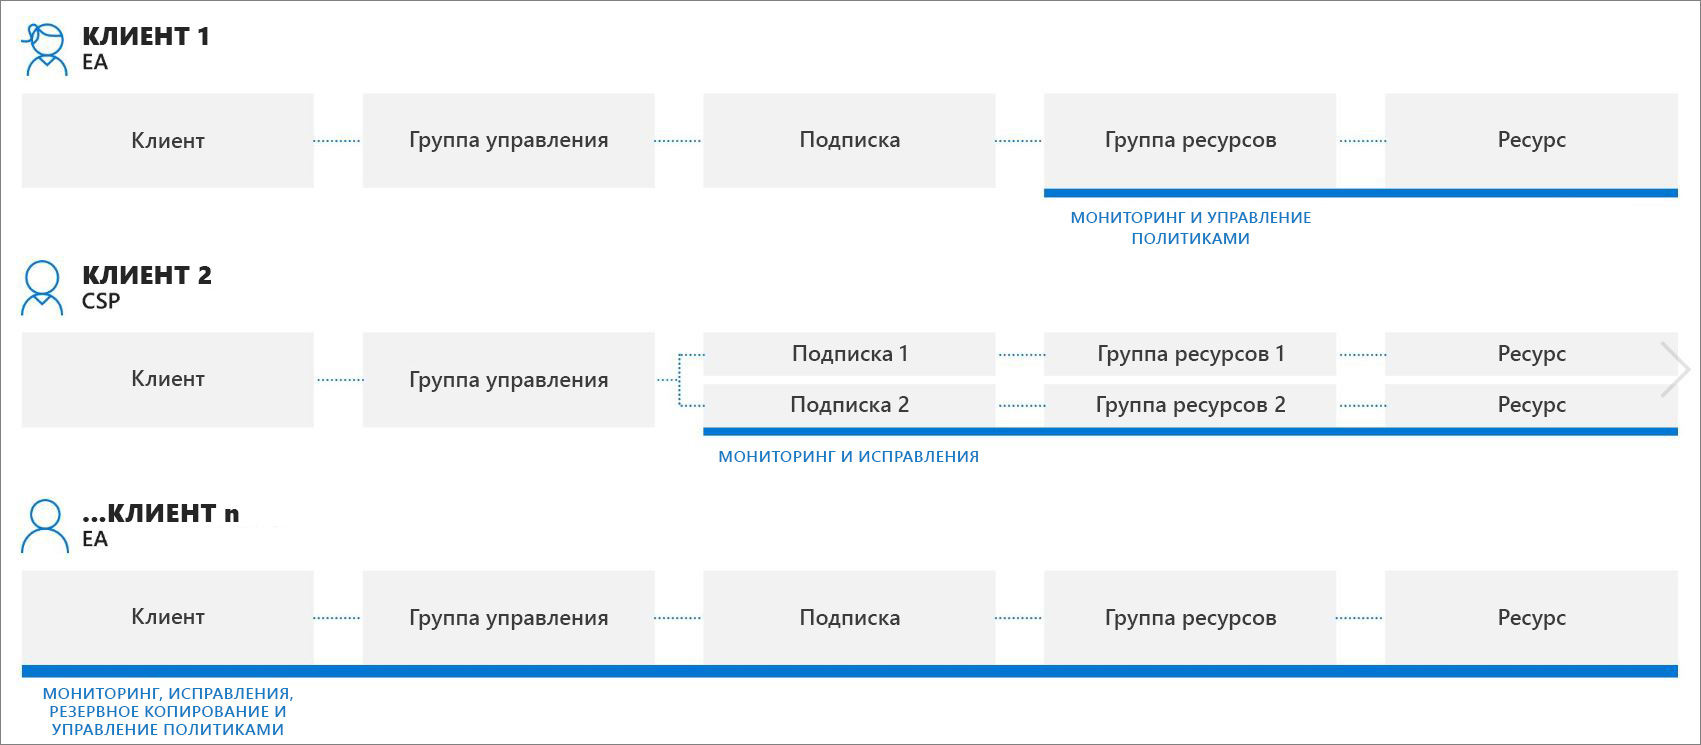 КЛИЕНТ 1
EA
Клиент
Группа управления
Подписка
Группа ресурсов
Ресурс
МОНИТОРИНГ И УПРАВЛЕНИЕ
ПОЛИТИКАМИ
КЛИЕНТ 2
CSP
Клиент
Группа управления
Подписка 1
Группа ресурсов 1
Ресурс
Подписка 2
Группа ресурсов 2
Ресурс
МОНИТОРИНГ И ИСПРАВЛЕНИЯ
...КЛИЕНТ n
EA
Клиент
Группа управления
Подписка
Группа ресурсов
Ресурс
МОНИТОРИНГ, ИСПРАВЛЕНИЯ,
РЕЗЕРВНОЕ КОПИРОВАНИЕ И
УПРАВЛЕНИЕ ПОЛИТИКАМИ